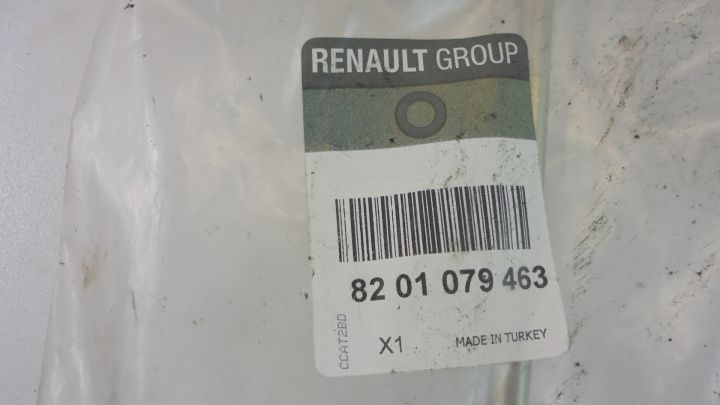 RENAULT GROUP
82 01 079 463
CCAT2BD
X1
MADE IN TURKEY